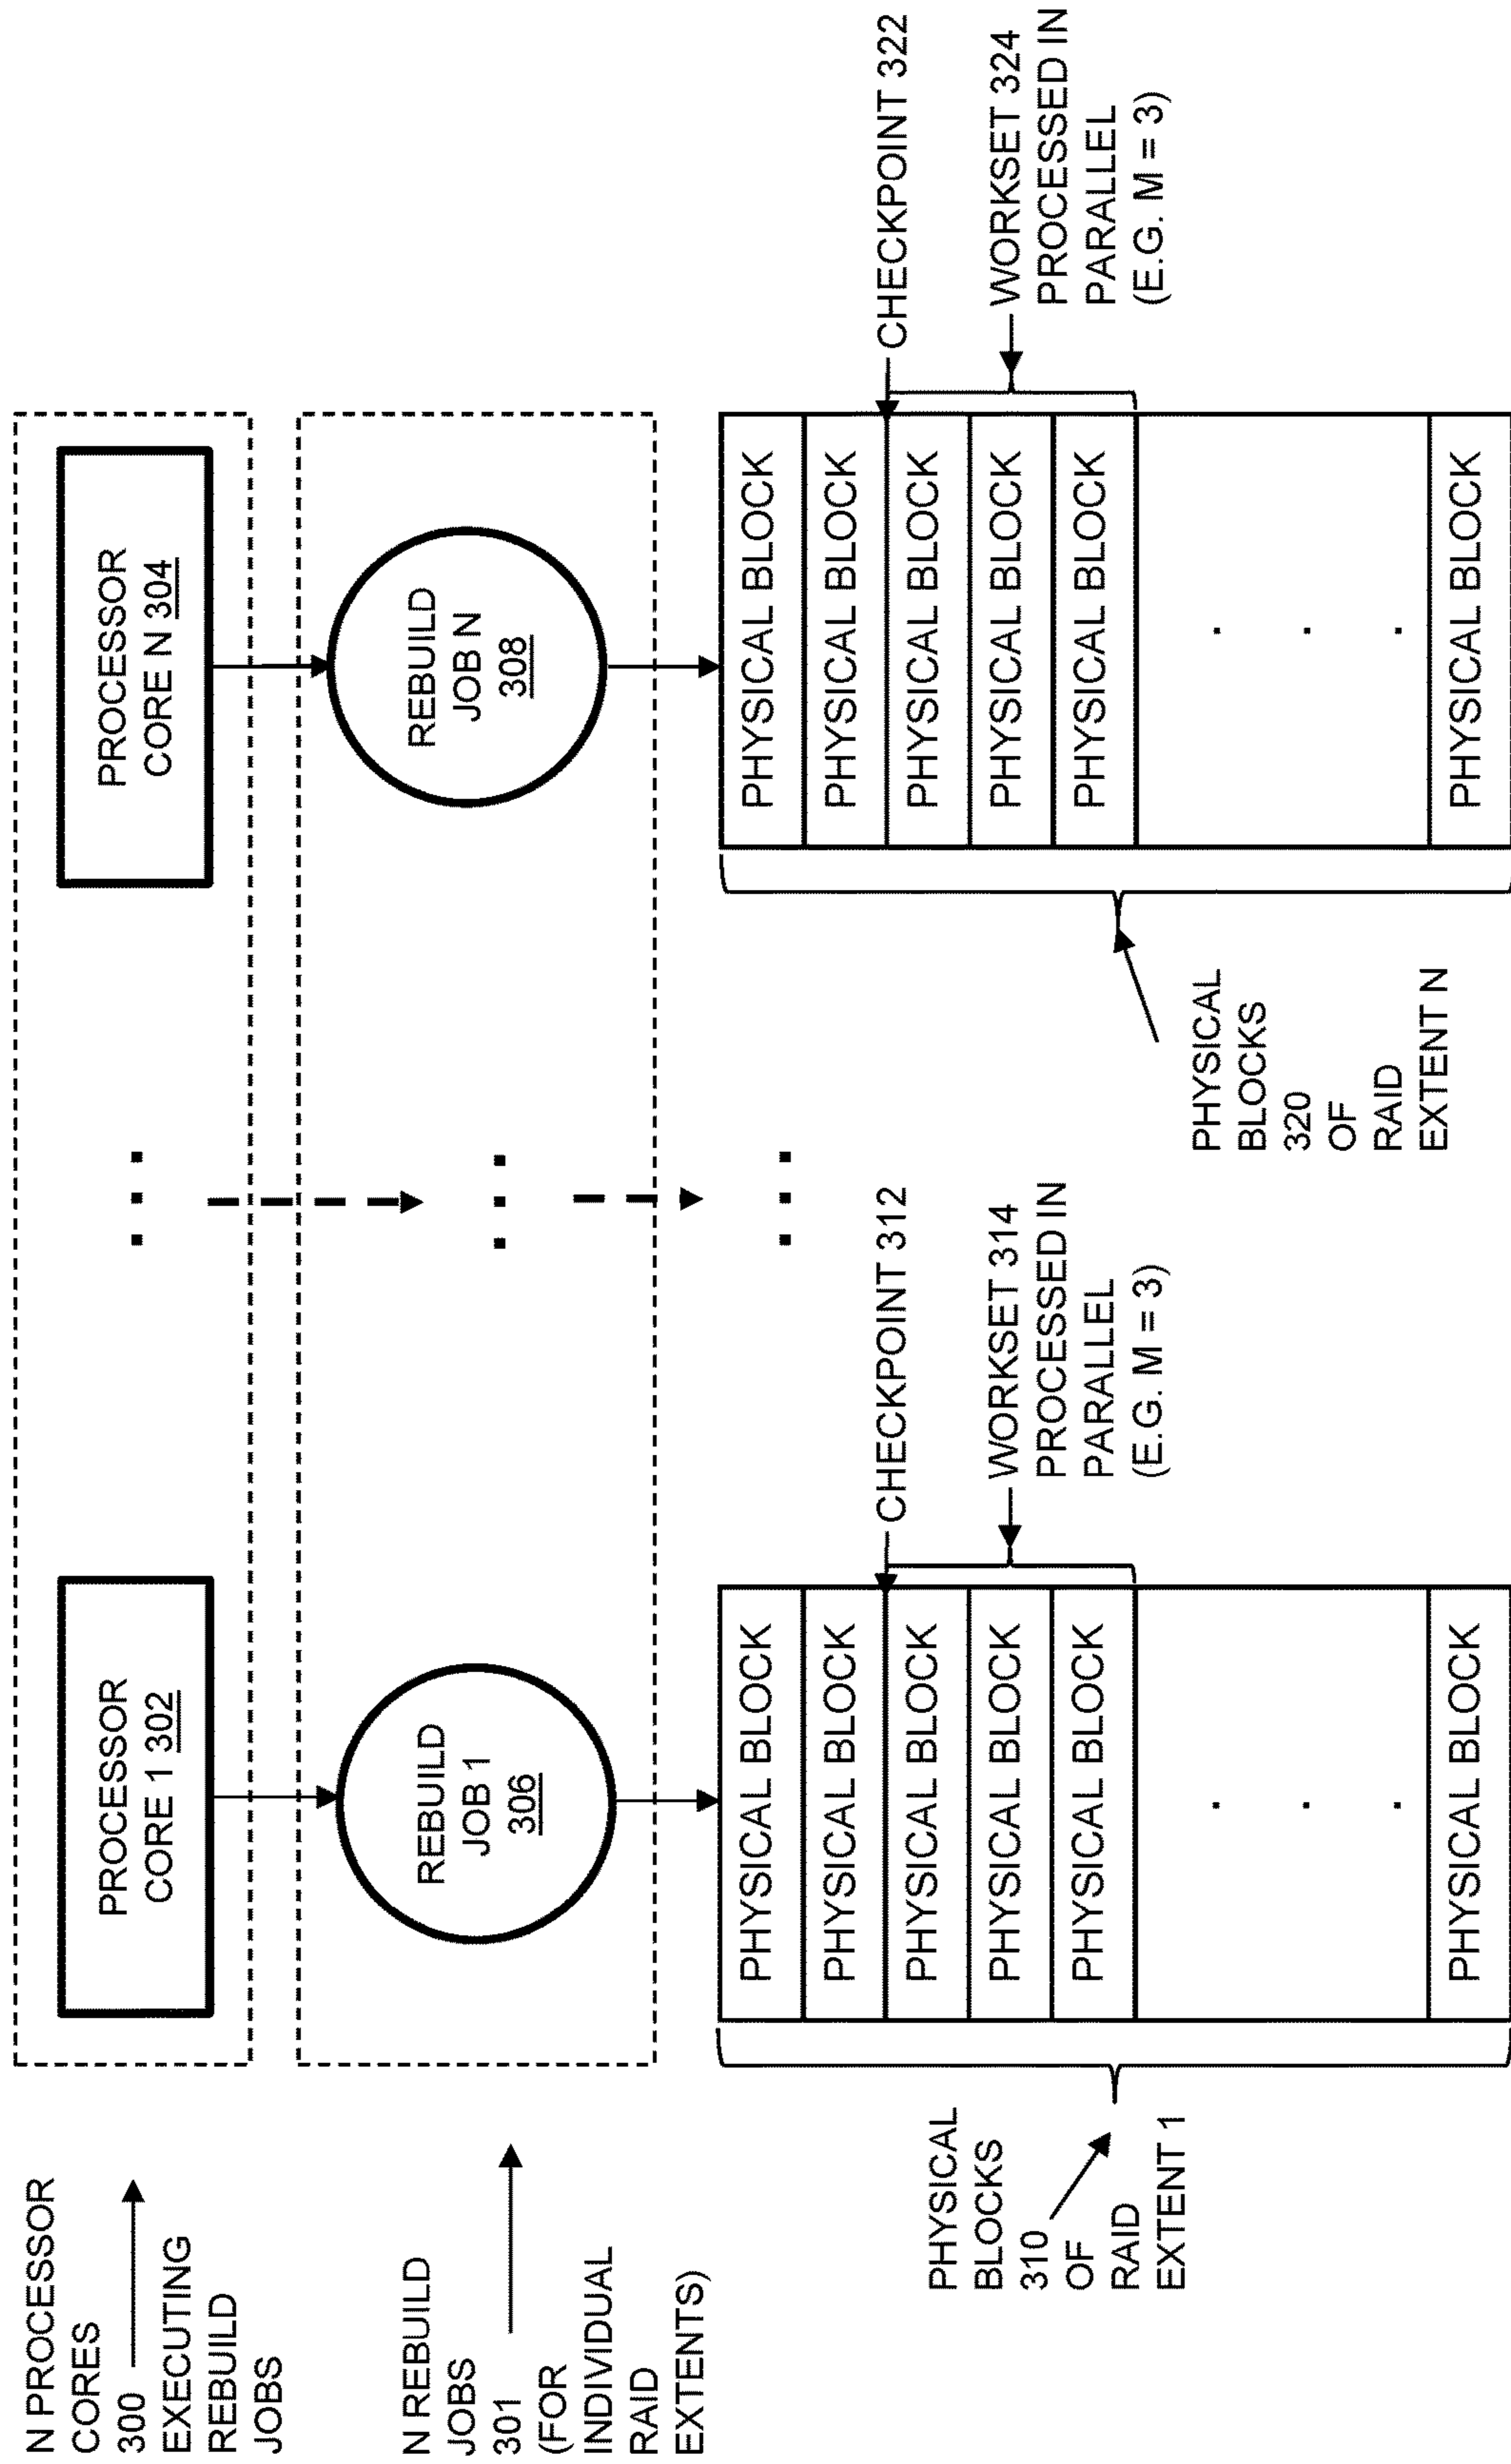 N PROCESSOR
CORES
300
EXECUTING
REBUILD
JOBS
PROCESSOR
CORE 1 302
. . .
PROCESSOR
CORE N 304
N REBUILD
JOBS
301
(FOR
INDIVIDUAL
RAID
EXTENTS)
REBUILD
JOB 1
306
. . .
REBUILD
JOB N
308
PHYSICAL
BLOCKS
310
OF
RAID
EXTENT 1
PHYSICAL BLOCK
PHYSICAL BLOCK
PHYSICAL BLOCK
PHYSICAL BLOCK
PHYSICAL BLOCK
.
.
.
PHYSICAL BLOCK
CHECKPOINT 312
WORKSET 314
PROCESSED IN
PARALLEL
(E.G. M = 3)
. . .
PHYSICAL
BLOCKS
320
OF
RAID
EXTENT N
PHYSICAL BLOCK
PHYSICAL BLOCK
PHYSICAL BLOCK
PHYSICAL BLOCK
PHYSICAL BLOCK
.
.
.
PHYSICAL BLOCK
CHECKPOINT 322
WORKSET 324
PROCESSED IN
PARALLEL
(E.G. M = 3)